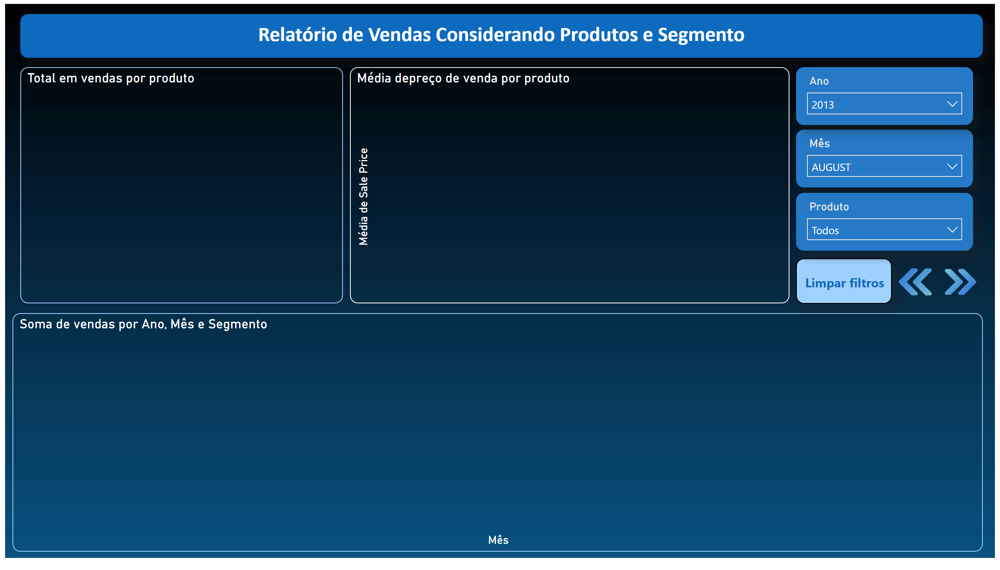 Relatório de Vendas Considerando Produtos e Segmento
Total em vendas por produto
Média depreço de venda por produto
Média de Sale Price
Ano
2013
Mês
AUGUST
Produto
Todos
Limpar filtros
Soma de vendas por Ano, Mês e Segmento
Mês